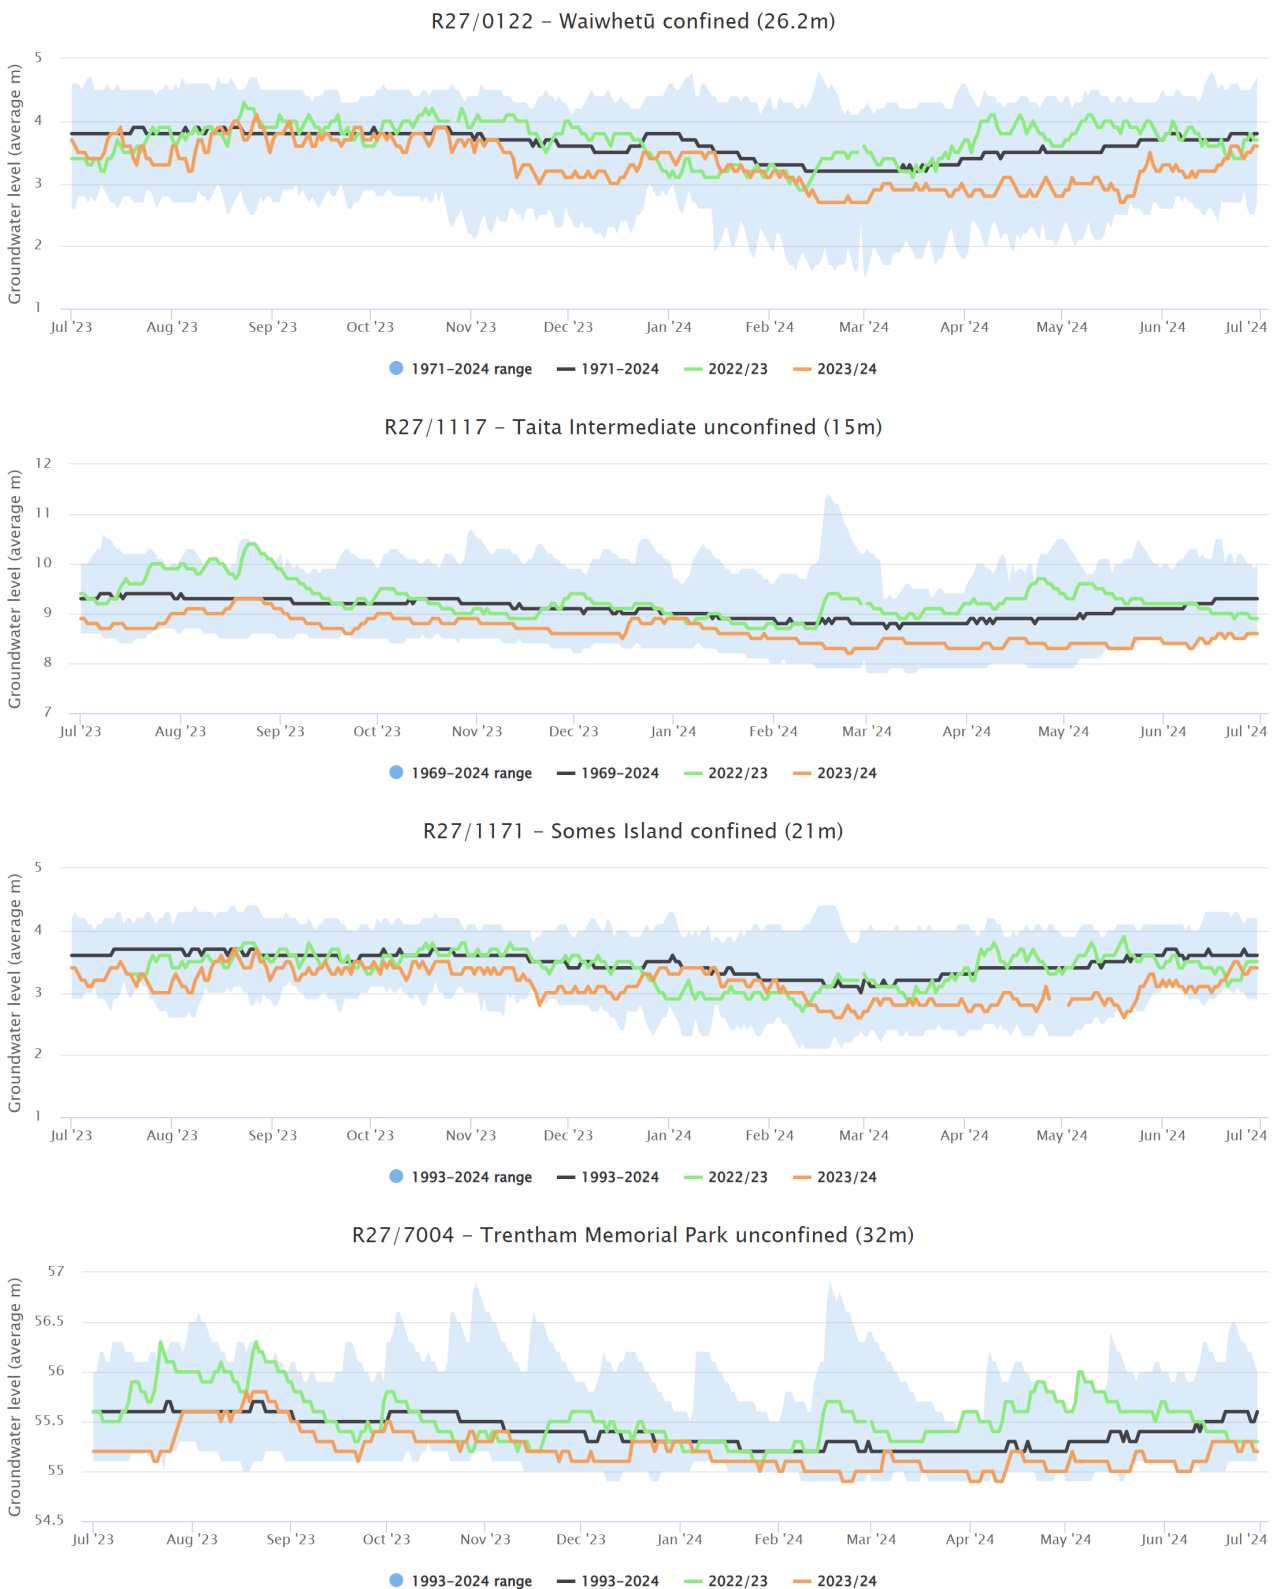 R27/0122 – Waiwhetū confined (26.2m)
Groundwater level (average m)
5
4
3
2
1
Jul '23 Aug '23 Sep '23 Oct '23 Nov '23 Dec '23 Jan '24 Feb '24 Mar '24 Apr '24 May '24 Jun '24 Jul '24
1971–2024 range 1971–2024 2022/23 2023/24
R27/1117 – Taita Intermediate unconfined (15m)
Groundwater level (average m)
12
11
10
9
8
7
Jul '23 Aug '23 Sep '23 Oct '23 Nov '23 Dec '23 Jan '24 Feb '24 Mar '24 Apr '24 May '24 Jun '24 Jul '24
1969–2024 range 1969–2024 2022/23 2023/24
R27/1171 – Somes Island confined (21m)
Groundwater level (average m)
5
4
3
2
1
Jul '23 Aug '23 Sep '23 Oct '23 Nov '23 Dec '23 Jan '24 Feb '24 Mar '24 Apr '24 May '24 Jun '24 Jul '24
1993–2024 range 1993–2024 2022/23 2023/24
R27/7004 – Trentham Memorial Park unconfined (32m)
Groundwater level (average m)
57
56.5
56
55.5
55
54.5
Jul '23 Aug '23 Sep '23 Oct '23 Nov '23 Dec '23 Jan '24 Feb '24 Mar '24 Apr '24 May '24 Jun '24 Jul '24
1993–2024 range 1993–2024 2022/23 2023/24